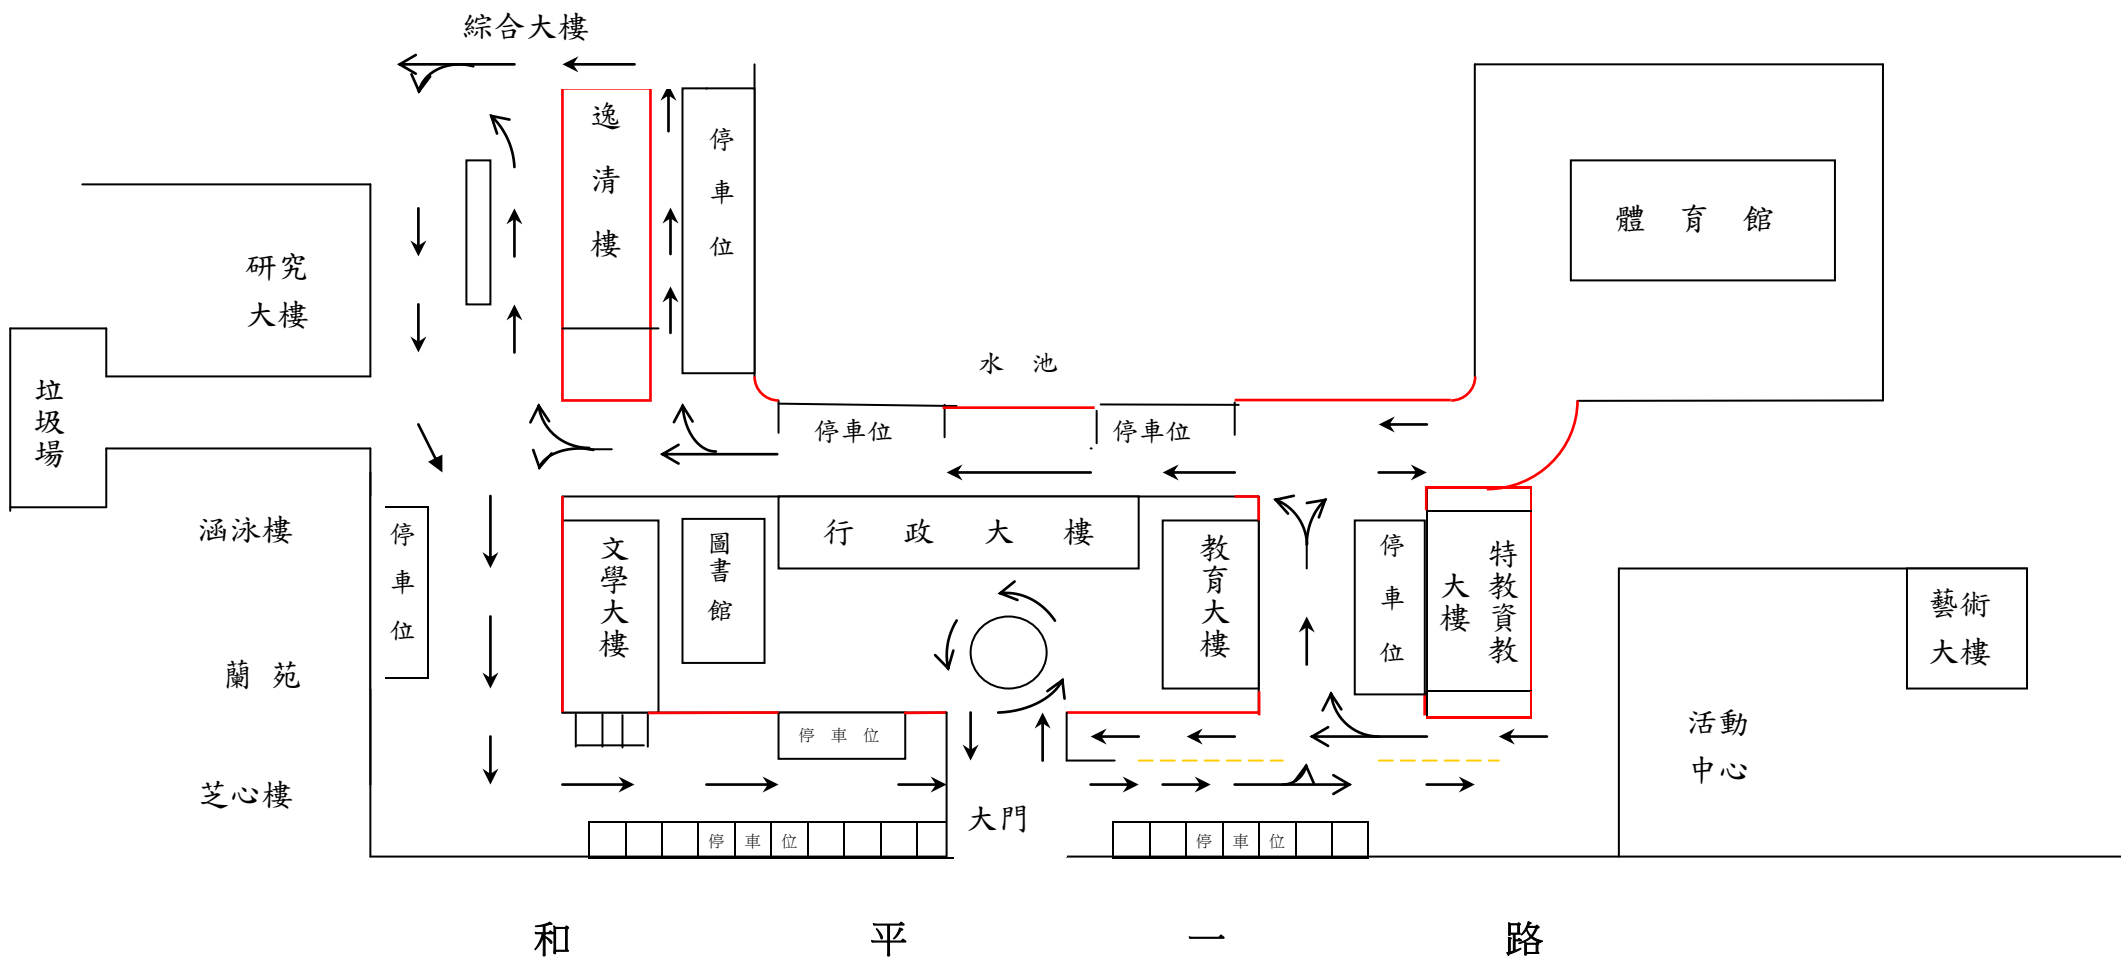 綜合大樓
逸清樓
停車位
體育館
研究
大樓
垃圾場
水池
停車位
停車位
涵泳樓
停車位
文學大樓
圖書館
行政大樓
教育大樓
停車位
特教資教
大樓
藝術
大樓
蘭苑
活動
中心
停車位
芝心樓
大門
停車位
停車位
和平一路